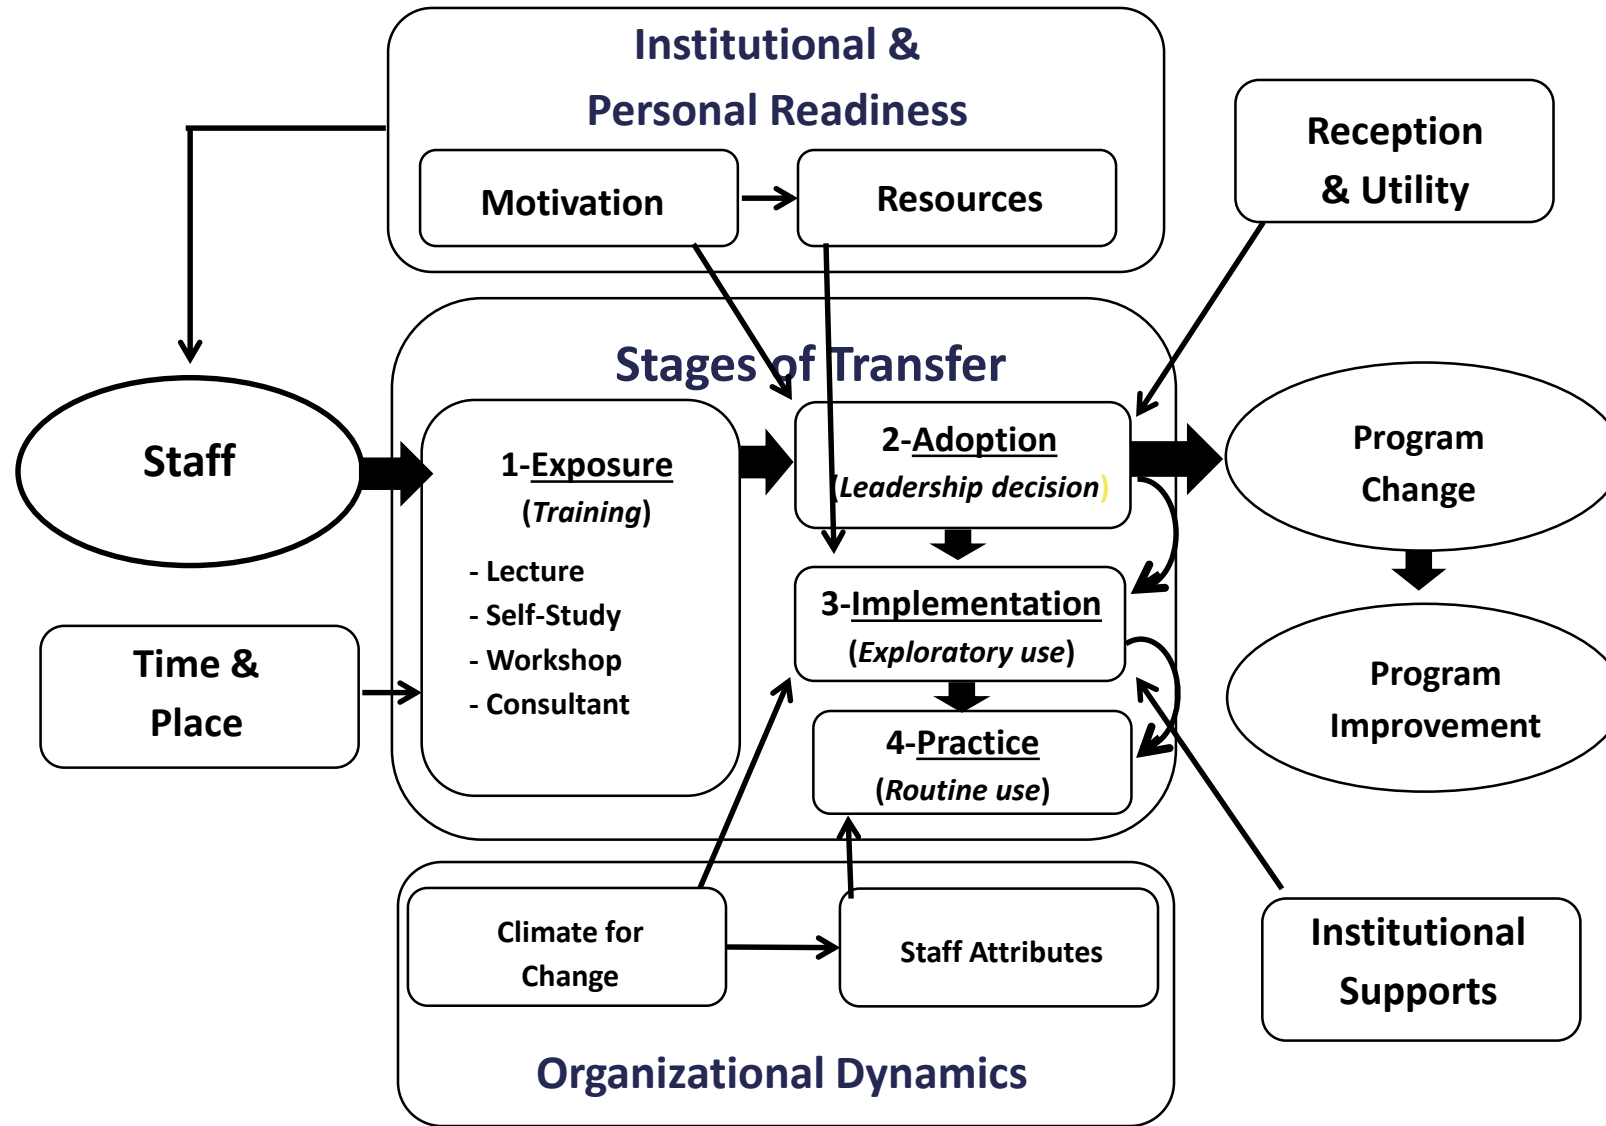 Institutional &
Personal Readiness
Motivation
Resources
Reception
& Utility
Stages of Transfer
Staff
1-Exposure
(Training)
- Lecture
- Self-Study
- Workshop
- Consultant
2-Adoption
(Leadership decision)
3-Implementation
(Exploratory use)
4-Practice
(Routine use)
Program
Change
Program
Improvement
Time &
Place
Climate for
Change
Staff Attributes
Organizational Dynamics
Institutional
Supports